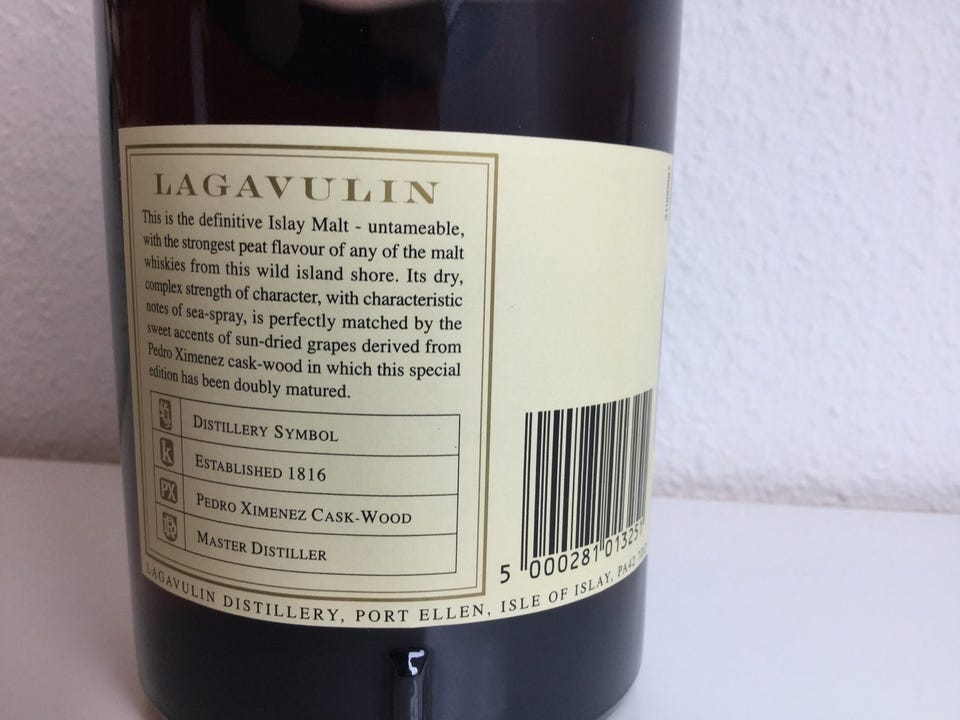 LAGAVULIN
This is the definitive Islay Malt - untameable,
with the strongest peat flavour of any of the malt
whiskies from this wild island shore. Its dry,
complex strength of character, with characteristic
notes of sea-spray, is perfectly matched by the
sweet accents of sun-dried grapes derived from
Pedro Ximenez cask-wood in which this special
edition has been doubly matured.
DISTILLERY SYMBOL
k ESTABLISHED 1816
PX PEDRO XIMENEZ CASK-WOOD
MASTER DISTILLER
5 000281 013251
LAGAVULIN DISTILLERY, PORT ELLEN, ISLE OF ISLAY, PA42